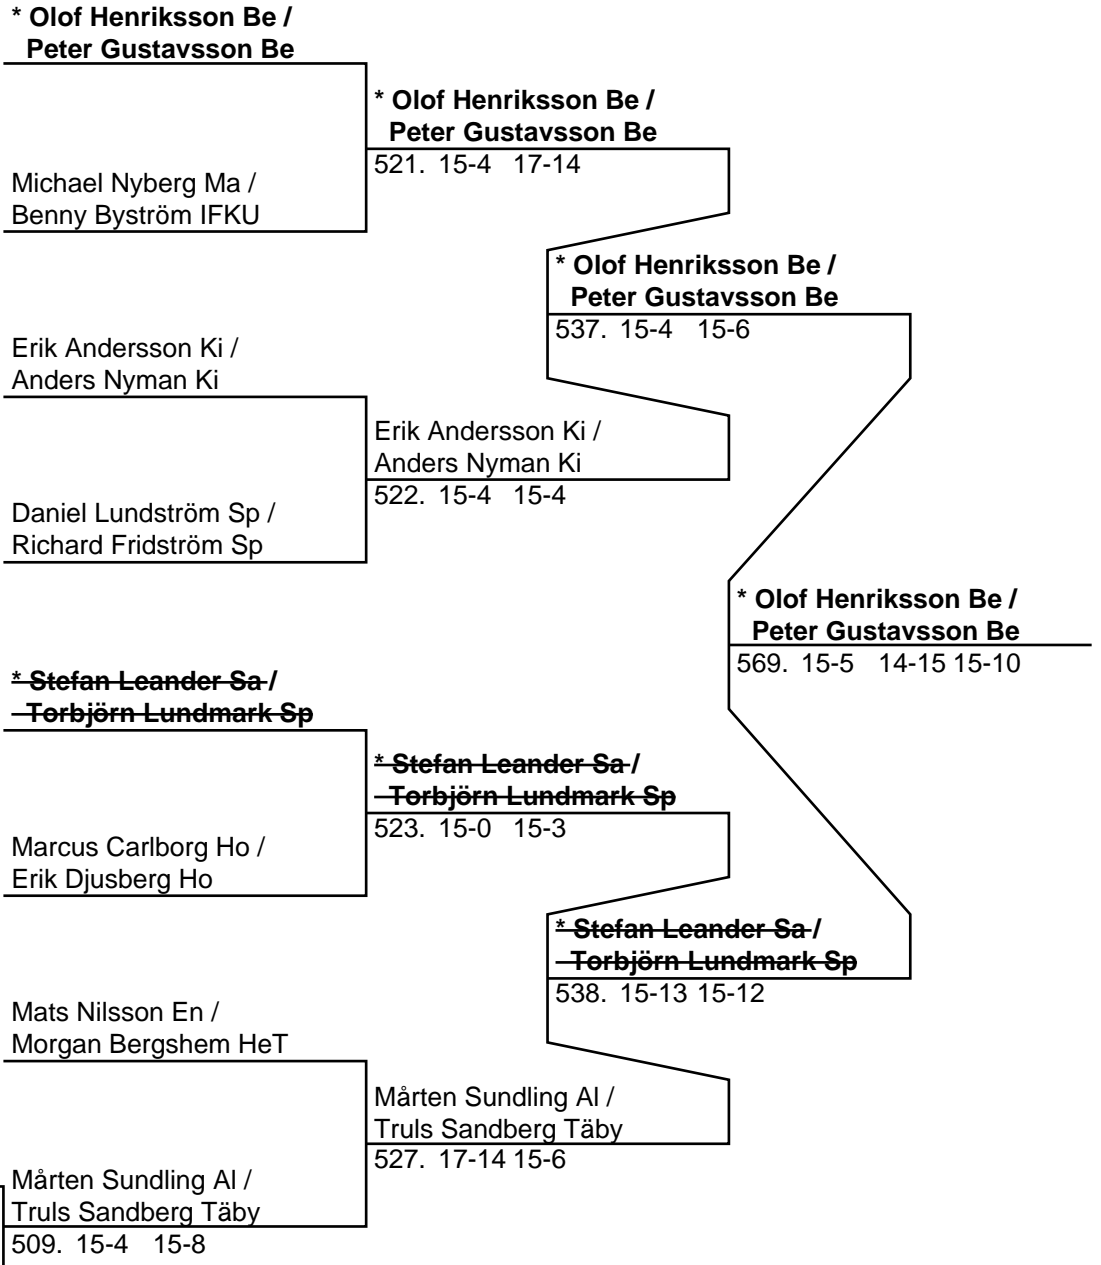 * Olof Henriksson Be /
Peter Gustavsson Be
* Olof Henriksson Be /
Peter Gustavsson Be
521. 15-4 17-14
Michael Nyberg Ma /
Benny Byström IFKU
* Olof Henriksson Be /
Peter Gustavsson Be
537. 15-4 15-6
Erik Andersson Ki /
Anders Nyman Ki
Erik Andersson Ki /
Anders Nyman Ki
522. 15-4 15-4
Daniel Lundström Sp /
Richard Fridström Sp
* Olof Henriksson Be /
Peter Gustavsson Be
569. 15-5 14-15 15-10
* Stefan Leander Sa /
Torbjörn Lundmark Sp
* Stefan Leander Sa /
Torbjörn Lundmark Sp
523. 15-0 15-3
Marcus Carlborg Ho /
Erik Djusberg Ho
* Stefan Leander Sa /
Torbjörn Lundmark Sp
538. 15-13 15-12
Mats Nilsson En /
Morgan Bergshem HeT
Mårten Sundling Al /
Truls Sandberg Täby
527. 17-14 15-6
Mårten Sundling Al /
Truls Sandberg Täby
509. 15-4 15-8